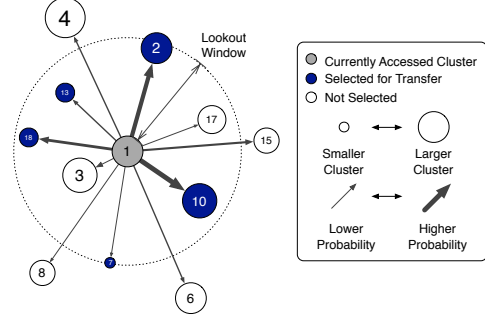 4
2
Lookout
Window
13
17
18
1
15
3
10
8
7
6
Currently Accessed Cluster
Selected for Transfer
Not Selected
Smaller
Cluster
Larger
Cluster
Lower
Probability
Higher
Probability